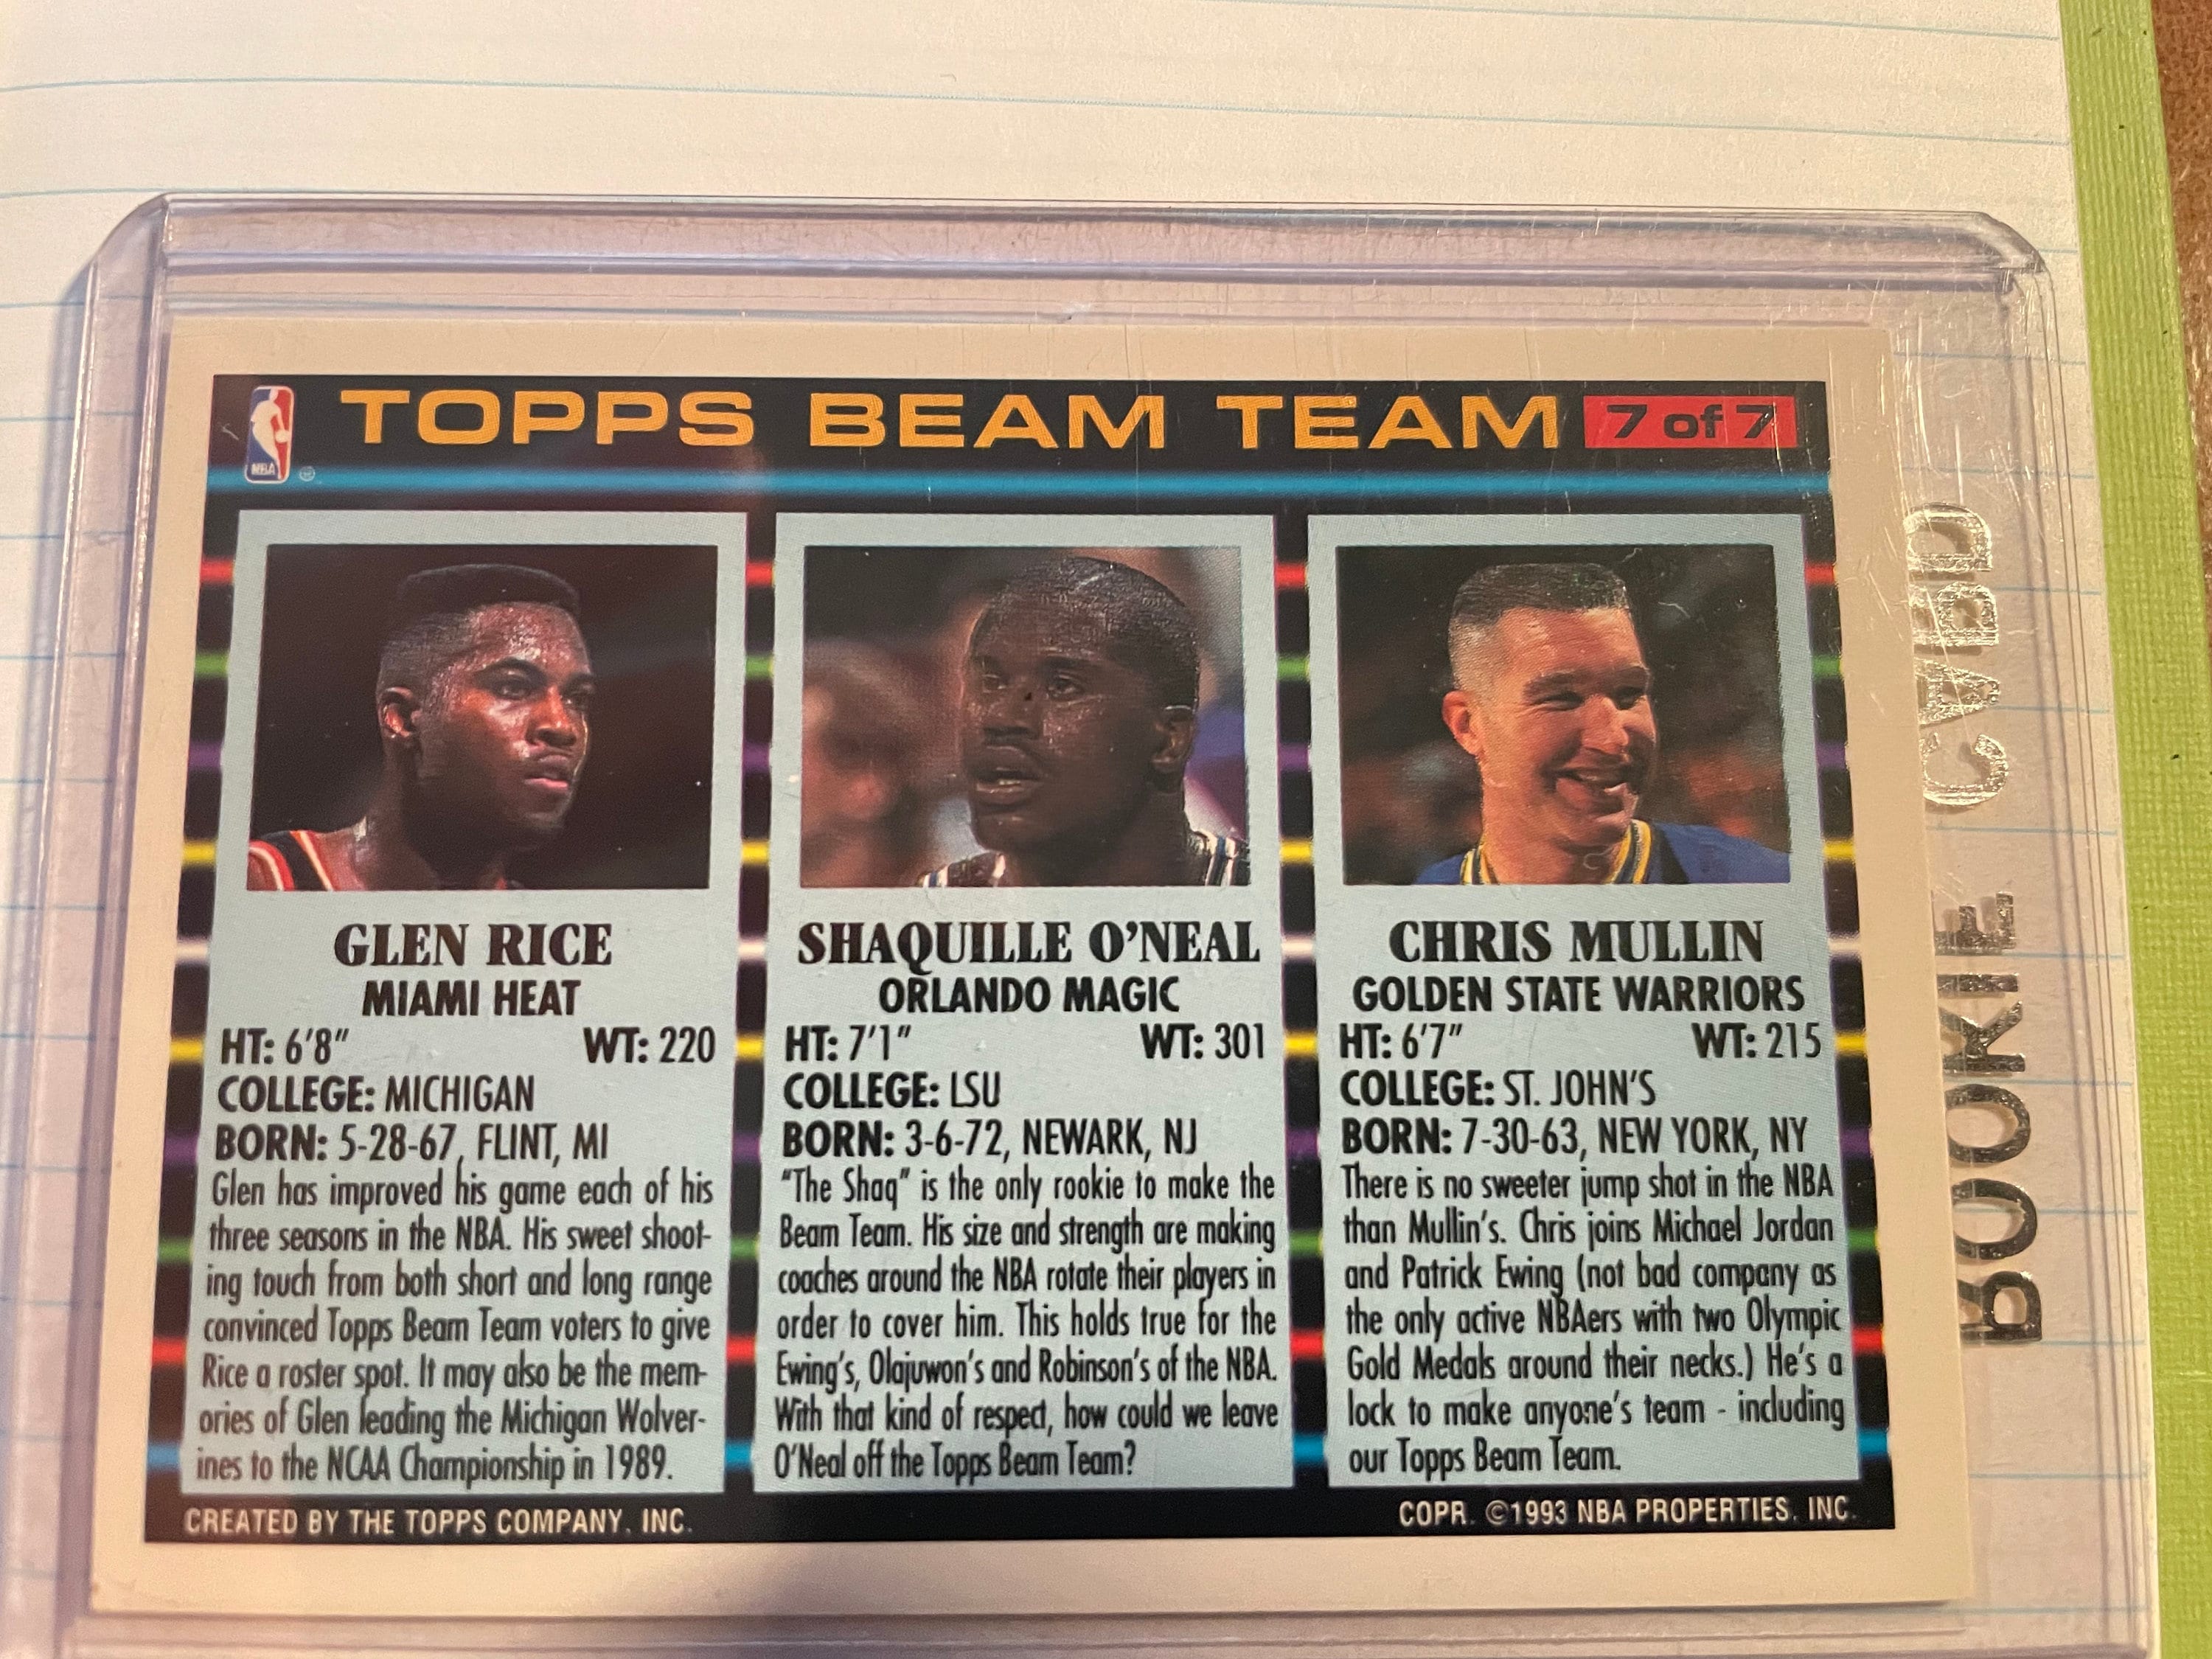 TOPPS BEAM TEAM 7 of 7
NBA
GLEN RICE
MIAMI HEAT
HT: 6'8" WT: 220
COLLEGE: MICHIGAN
BORN: 5-28-67, FLINT, MI
Glen has improved his game each of his
three seasons in the NBA. His sweet shoot-
ing touch from both short and long range
convinced Topps Beam Team voters to give
Rice a roster spot. It may also be the mem-
ories of Glen leading the Michigan Wolver-
ines to the NCAA Championship in 1989.
SHAQUILLE O'NEAL
ORLANDO MAGIC
HT: 7'1" WT: 301
COLLEGE: LSU
BORN: 3-6-72, NEWARK, NJ
"The Shaq" is the only rookie to make the
Beam Team. His size and strength are making
coaches around the NBA rotate their players in
order to cover him. This holds true for the
Ewing's, Olajuwon's and Robinson's of the NBA.
With that kind of respect, how could we leave
O'Neal off the Topps Beam Team?
CHRIS MULLIN
GOLDEN STATE WARRIORS
HT: 6'7" WT: 215
COLLEGE: ST. JOHN'S
BORN: 7-30-63, NEW YORK, NY
There is no sweeter jump shot in the NBA
than Mullin's. Chris joins Michael Jordan
and Patrick Ewing (not bad company as
the only active NBAers with two Olympic
Gold Medals around their necks.) He's a
lock to make anyone's team - including
our Topps Beam Team.
CREATED BY THE TOPPS COMPANY, INC.
COPR. ©1993 NBA PROPERTIES, INC.
ROOKIE CARD